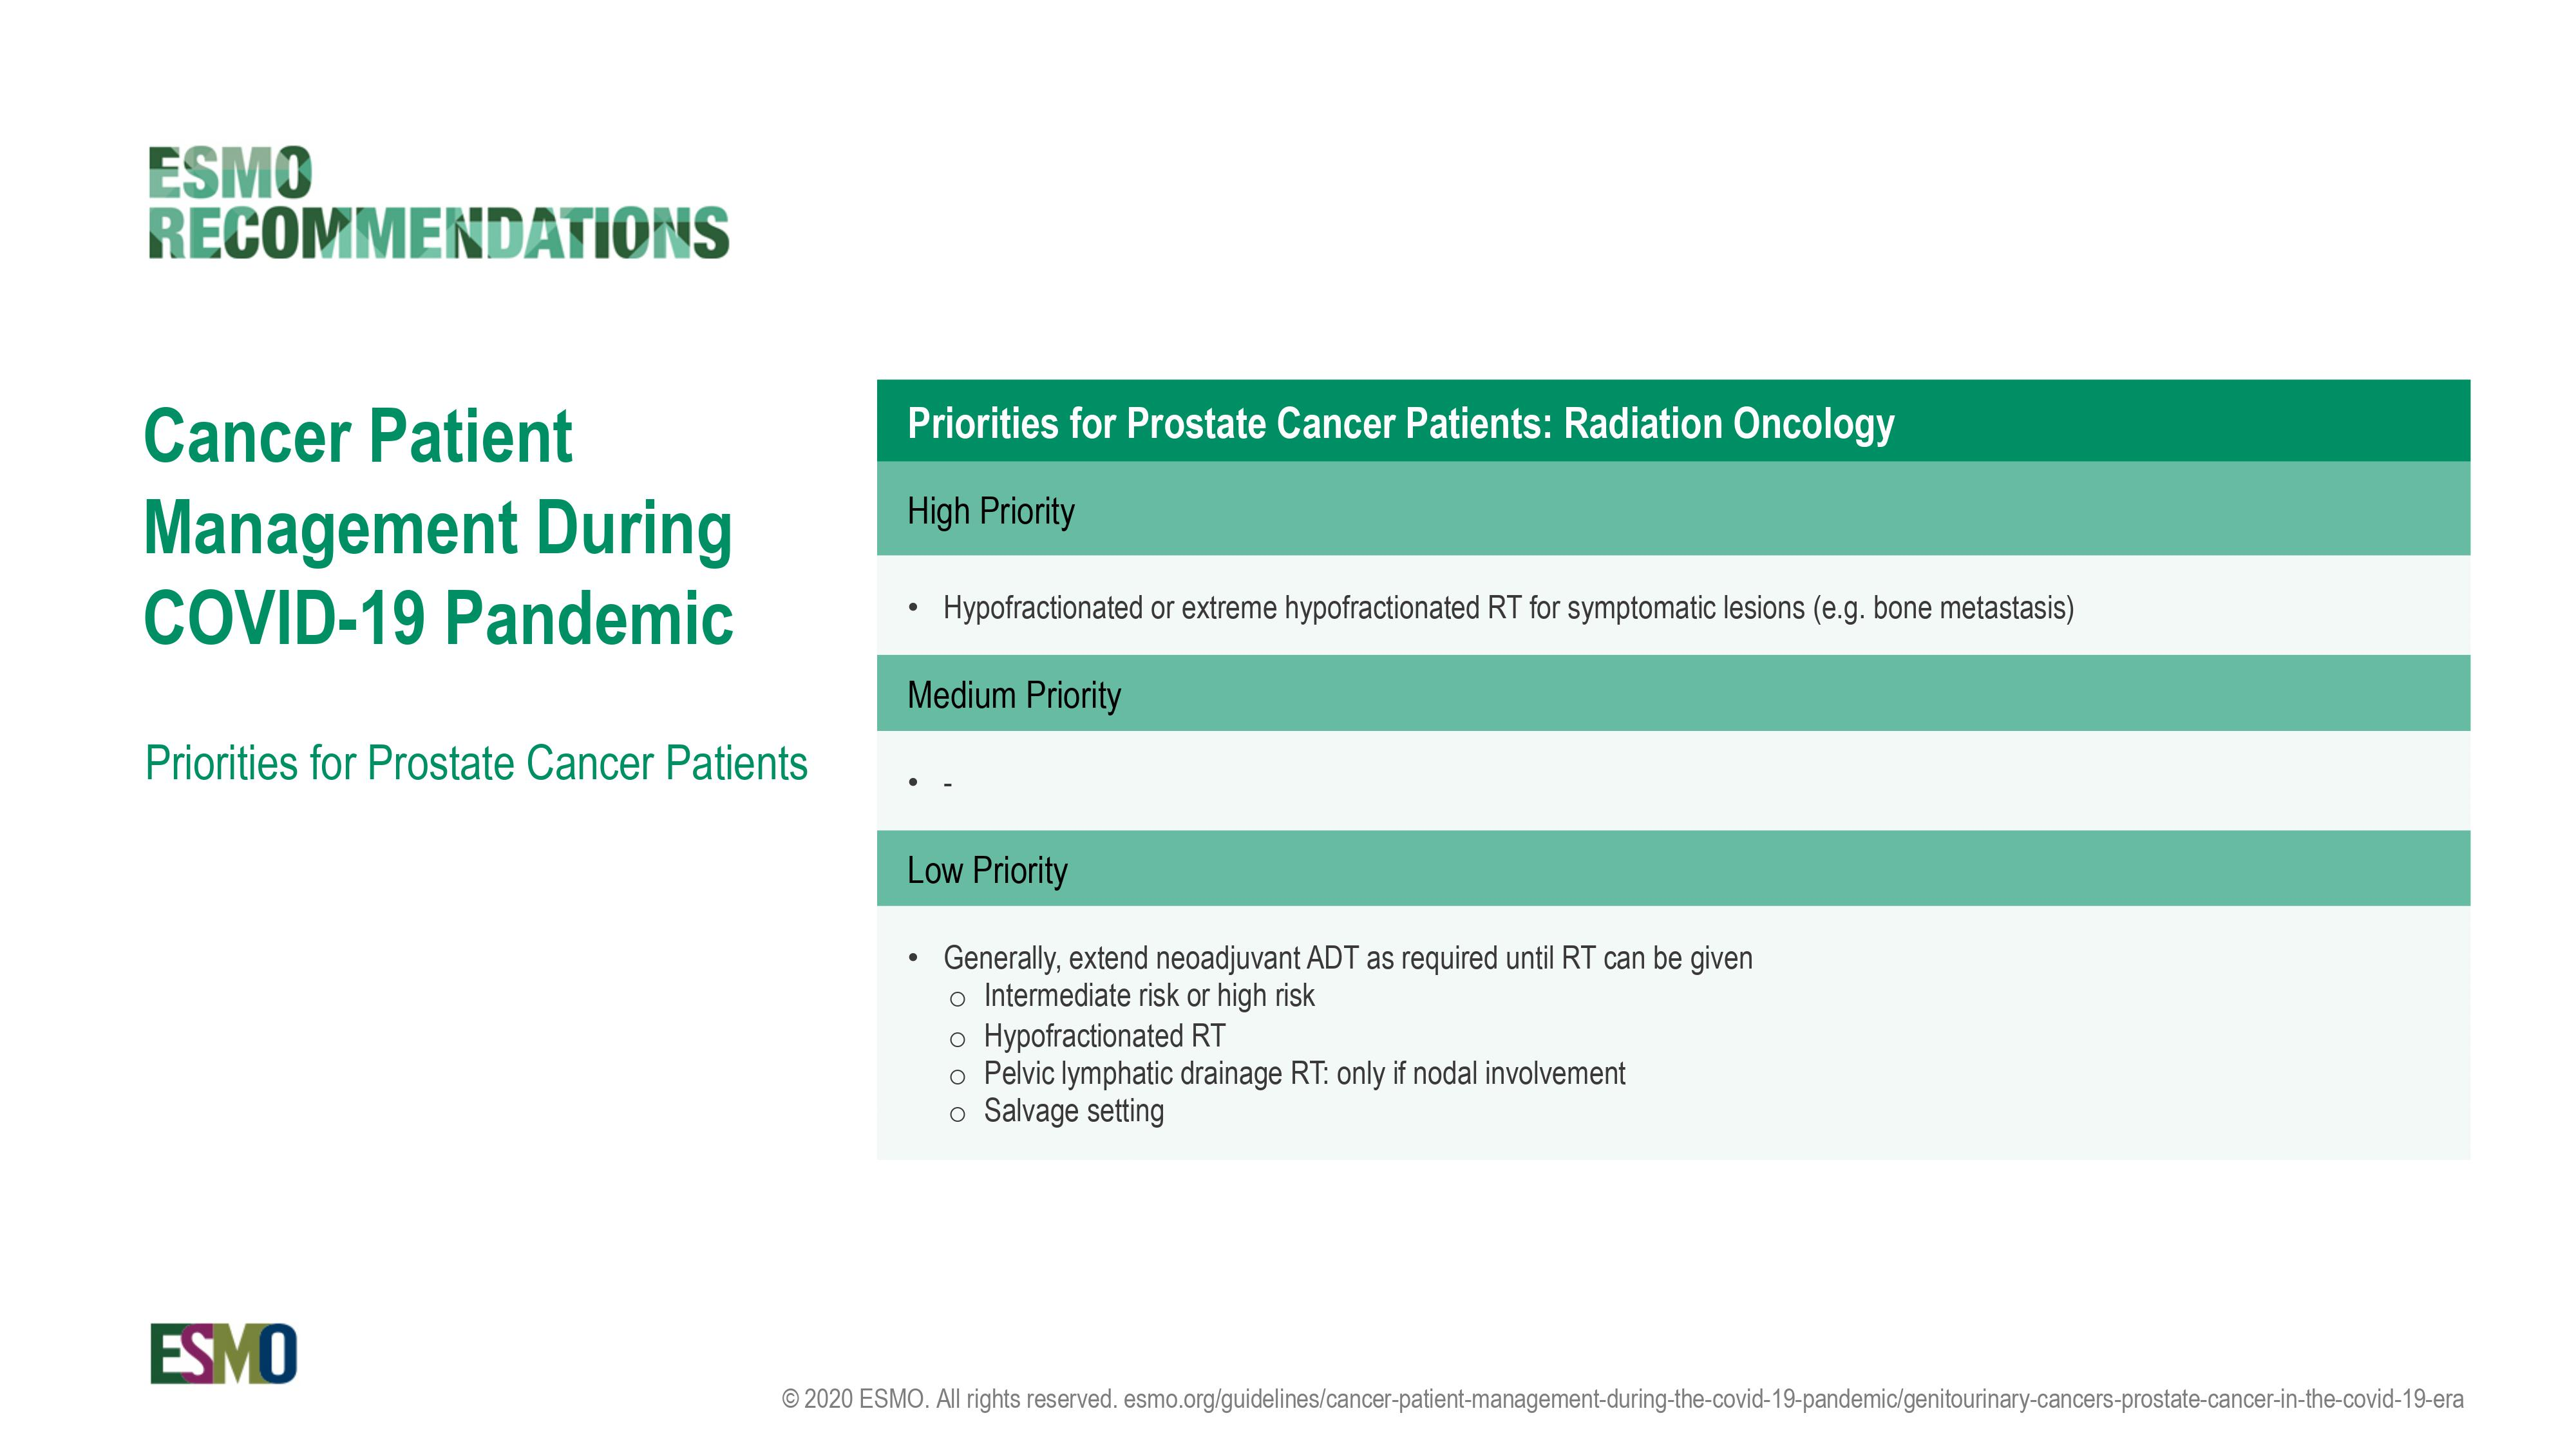 ESMO
RECOMMENDATIONS
Cancer Patient
Management During
COVID-19 Pandemic
Priorities for Prostate Cancer Patients
Priorities for Prostate Cancer Patients: Radiation Oncology
High Priority
• Hypofractionated or extreme hypofractionated RT for symptomatic lesions (e.g. bone metastasis)
Medium Priority
• -
Low Priority
• Generally, extend neoadjuvant ADT as required until RT can be given
o Intermediate risk or high risk
o Hypofractionated RT
o Pelvic lymphatic drainage RT: only if nodal involvement
o Salvage setting
ESMO
© 2020 ESMO. All rights reserved. esmo.org/guidelines/cancer-patient-management-during-the-covid-19-pandemic/genitourinary-cancers-prostate-cancer-in-the-covid-19-era